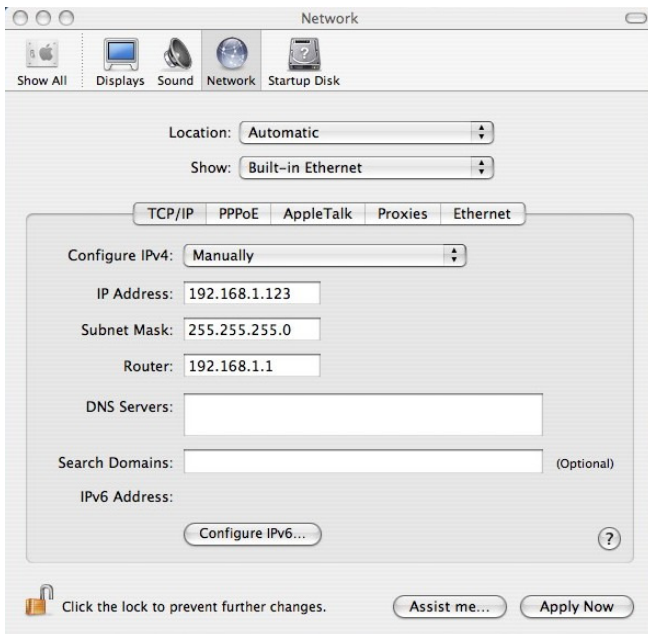 Network
Show All Displays Sound Network Startup Disk
Location: Automatic
Show: Built-in Ethernet
TCP/IP PPPoE AppleTalk Proxies Ethernet
Configure IPv4: Manually
IP Address: 192.168.1.123
Subnet Mask: 255.255.255.0
Router: 192.168.1.1
DNS Servers:
Search Domains: (Optional)
IPv6 Address:
Configure IPv6... ?
Click the lock to prevent further changes. Assist me... Apply Now